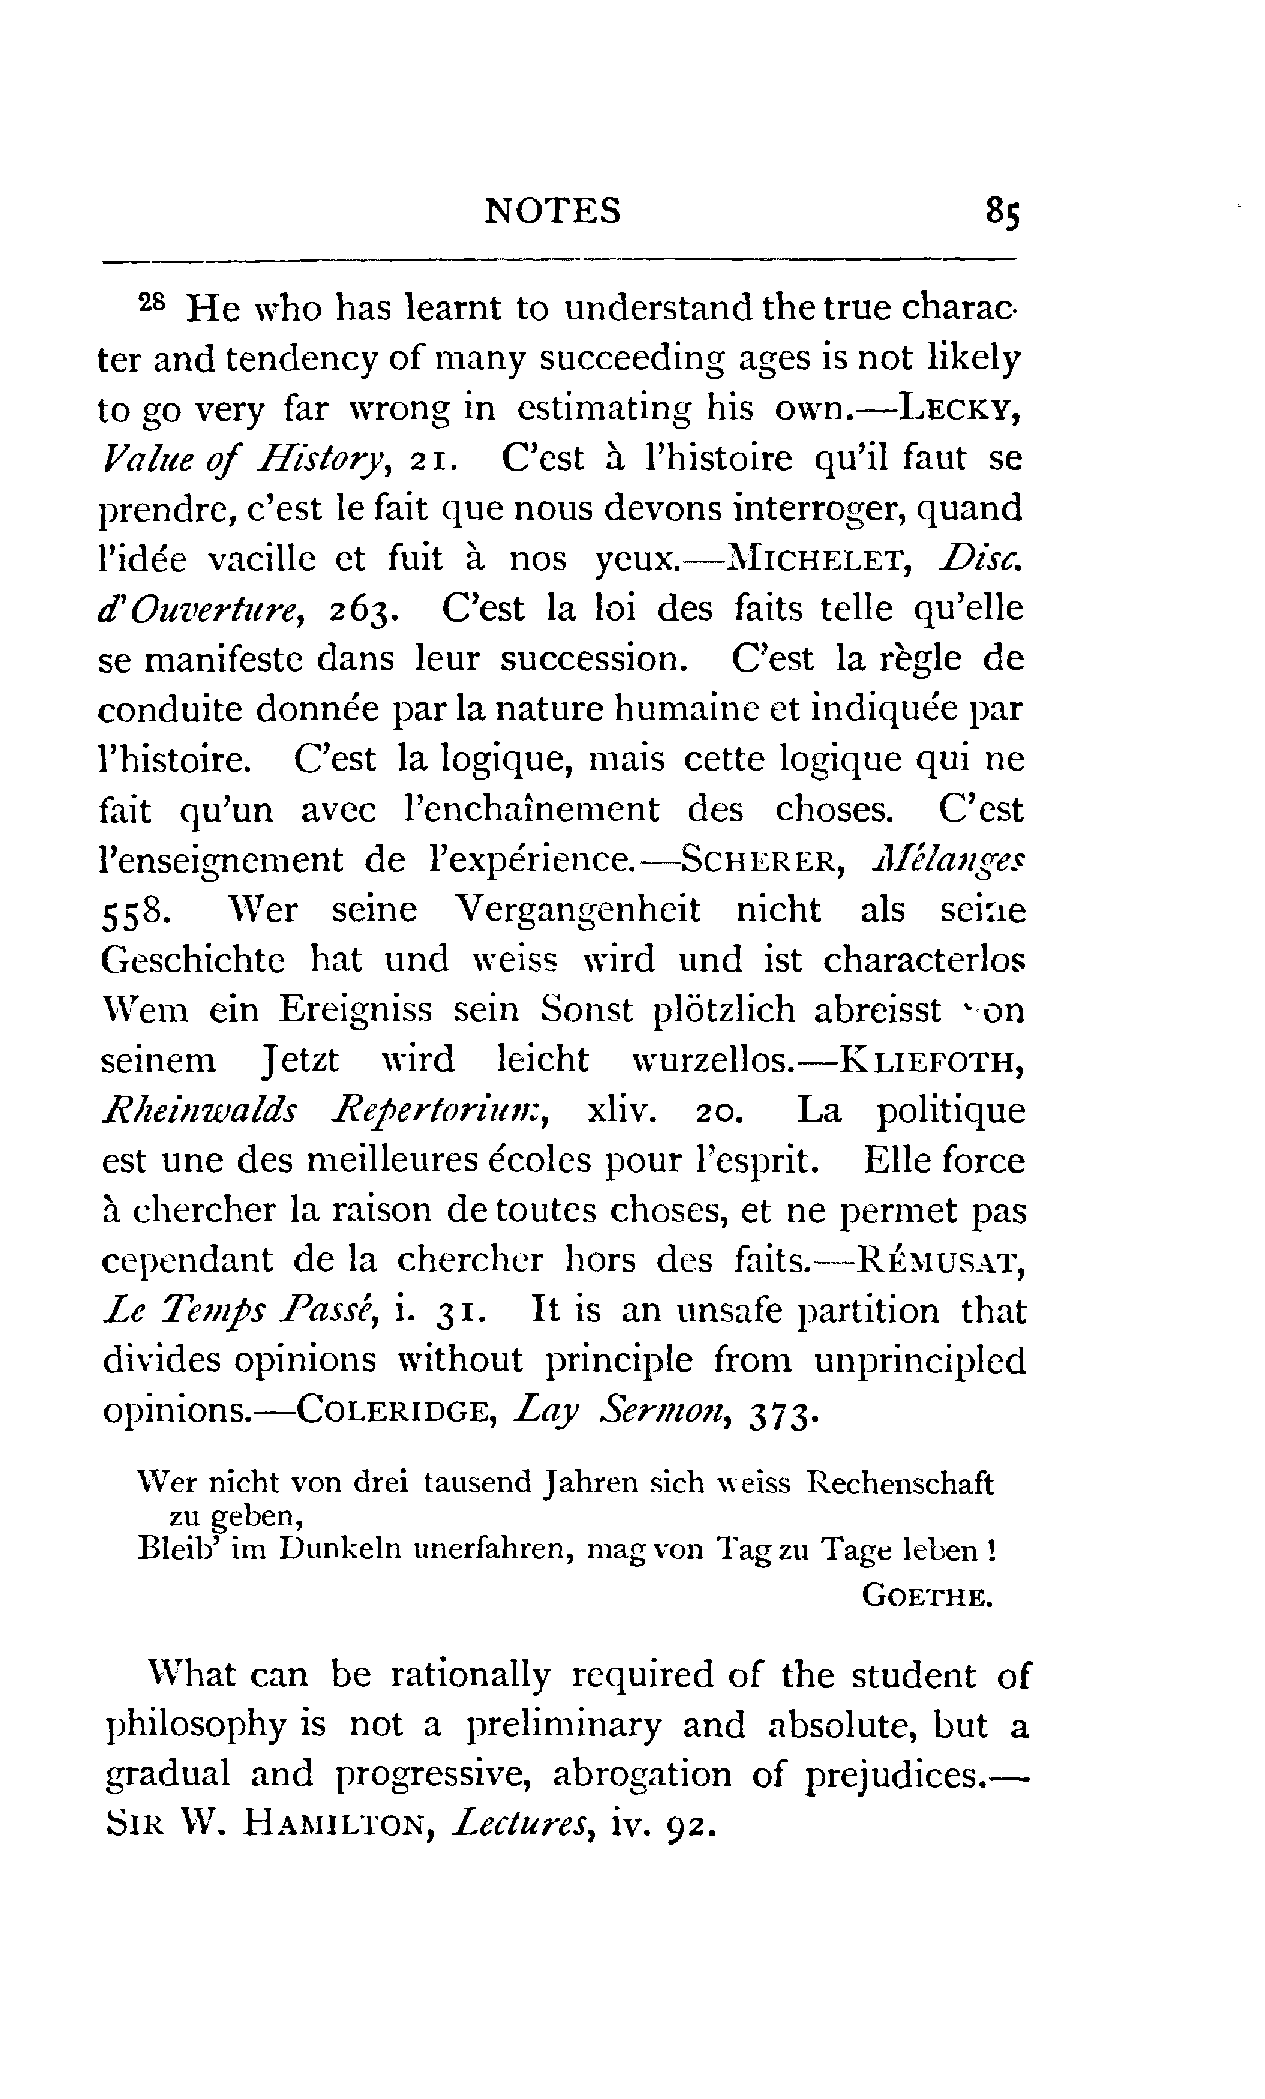 NOTES 85
28 He who has learnt to understand the true charac-
ter and tendency of many succeeding ages is not likely
to go very far wrong in estimating his own.—LECKY,
Value of History, 21. C'est à l'histoire qu'il faut se
prendre, c'est le fait que nous devons interroger, quand
l'idée vacille et fuit à nos yeux.—MICHELET, Disc.
d'Ouverture, 263. C'est la loi des faits telle qu'elle
se manifeste dans leur succession. C'est la règle de
conduite donnée par la nature humaine et indiquée par
l'histoire. C'est la logique, mais cette logique qui ne
fait qu'un avec l'enchaînement des choses. C'est
l'enseignement de l'expérience.—SCHERER, Mélanges
558. Wer seine Vergangenheit nicht als seine
Geschichte hat und weiss wird und ist characterlos
Wem ein Ereigniss sein Sonst plötzlich abreisst von
seinem Jetzt wird leicht wurzellos.—KLIEFOTH,
Rheinwalds Repertorium, xliv. 20. La politique
est une des meilleures écoles pour l'esprit. Elle force
à chercher la raison de toutes choses, et ne permet pas
cependant de la chercher hors des faits.—RÉMUSAT,
Le Temps Passé, i. 31. It is an unsafe partition that
divides opinions without principle from unprincipled
opinions.—COLERIDGE, Lay Sermon, 373.
Wer nicht von drei tausend Jahren sich weiss Rechenschaft
zu geben,
Bleib' im Dunkeln unerfahren, mag von Tag zu Tage leben !
GOETHE.
What can be rationally required of the student of
philosophy is not a preliminary and absolute, but a
gradual and progressive, abrogation of prejudices.—
SIR W. HAMILTON, Lectures, iv. 92.